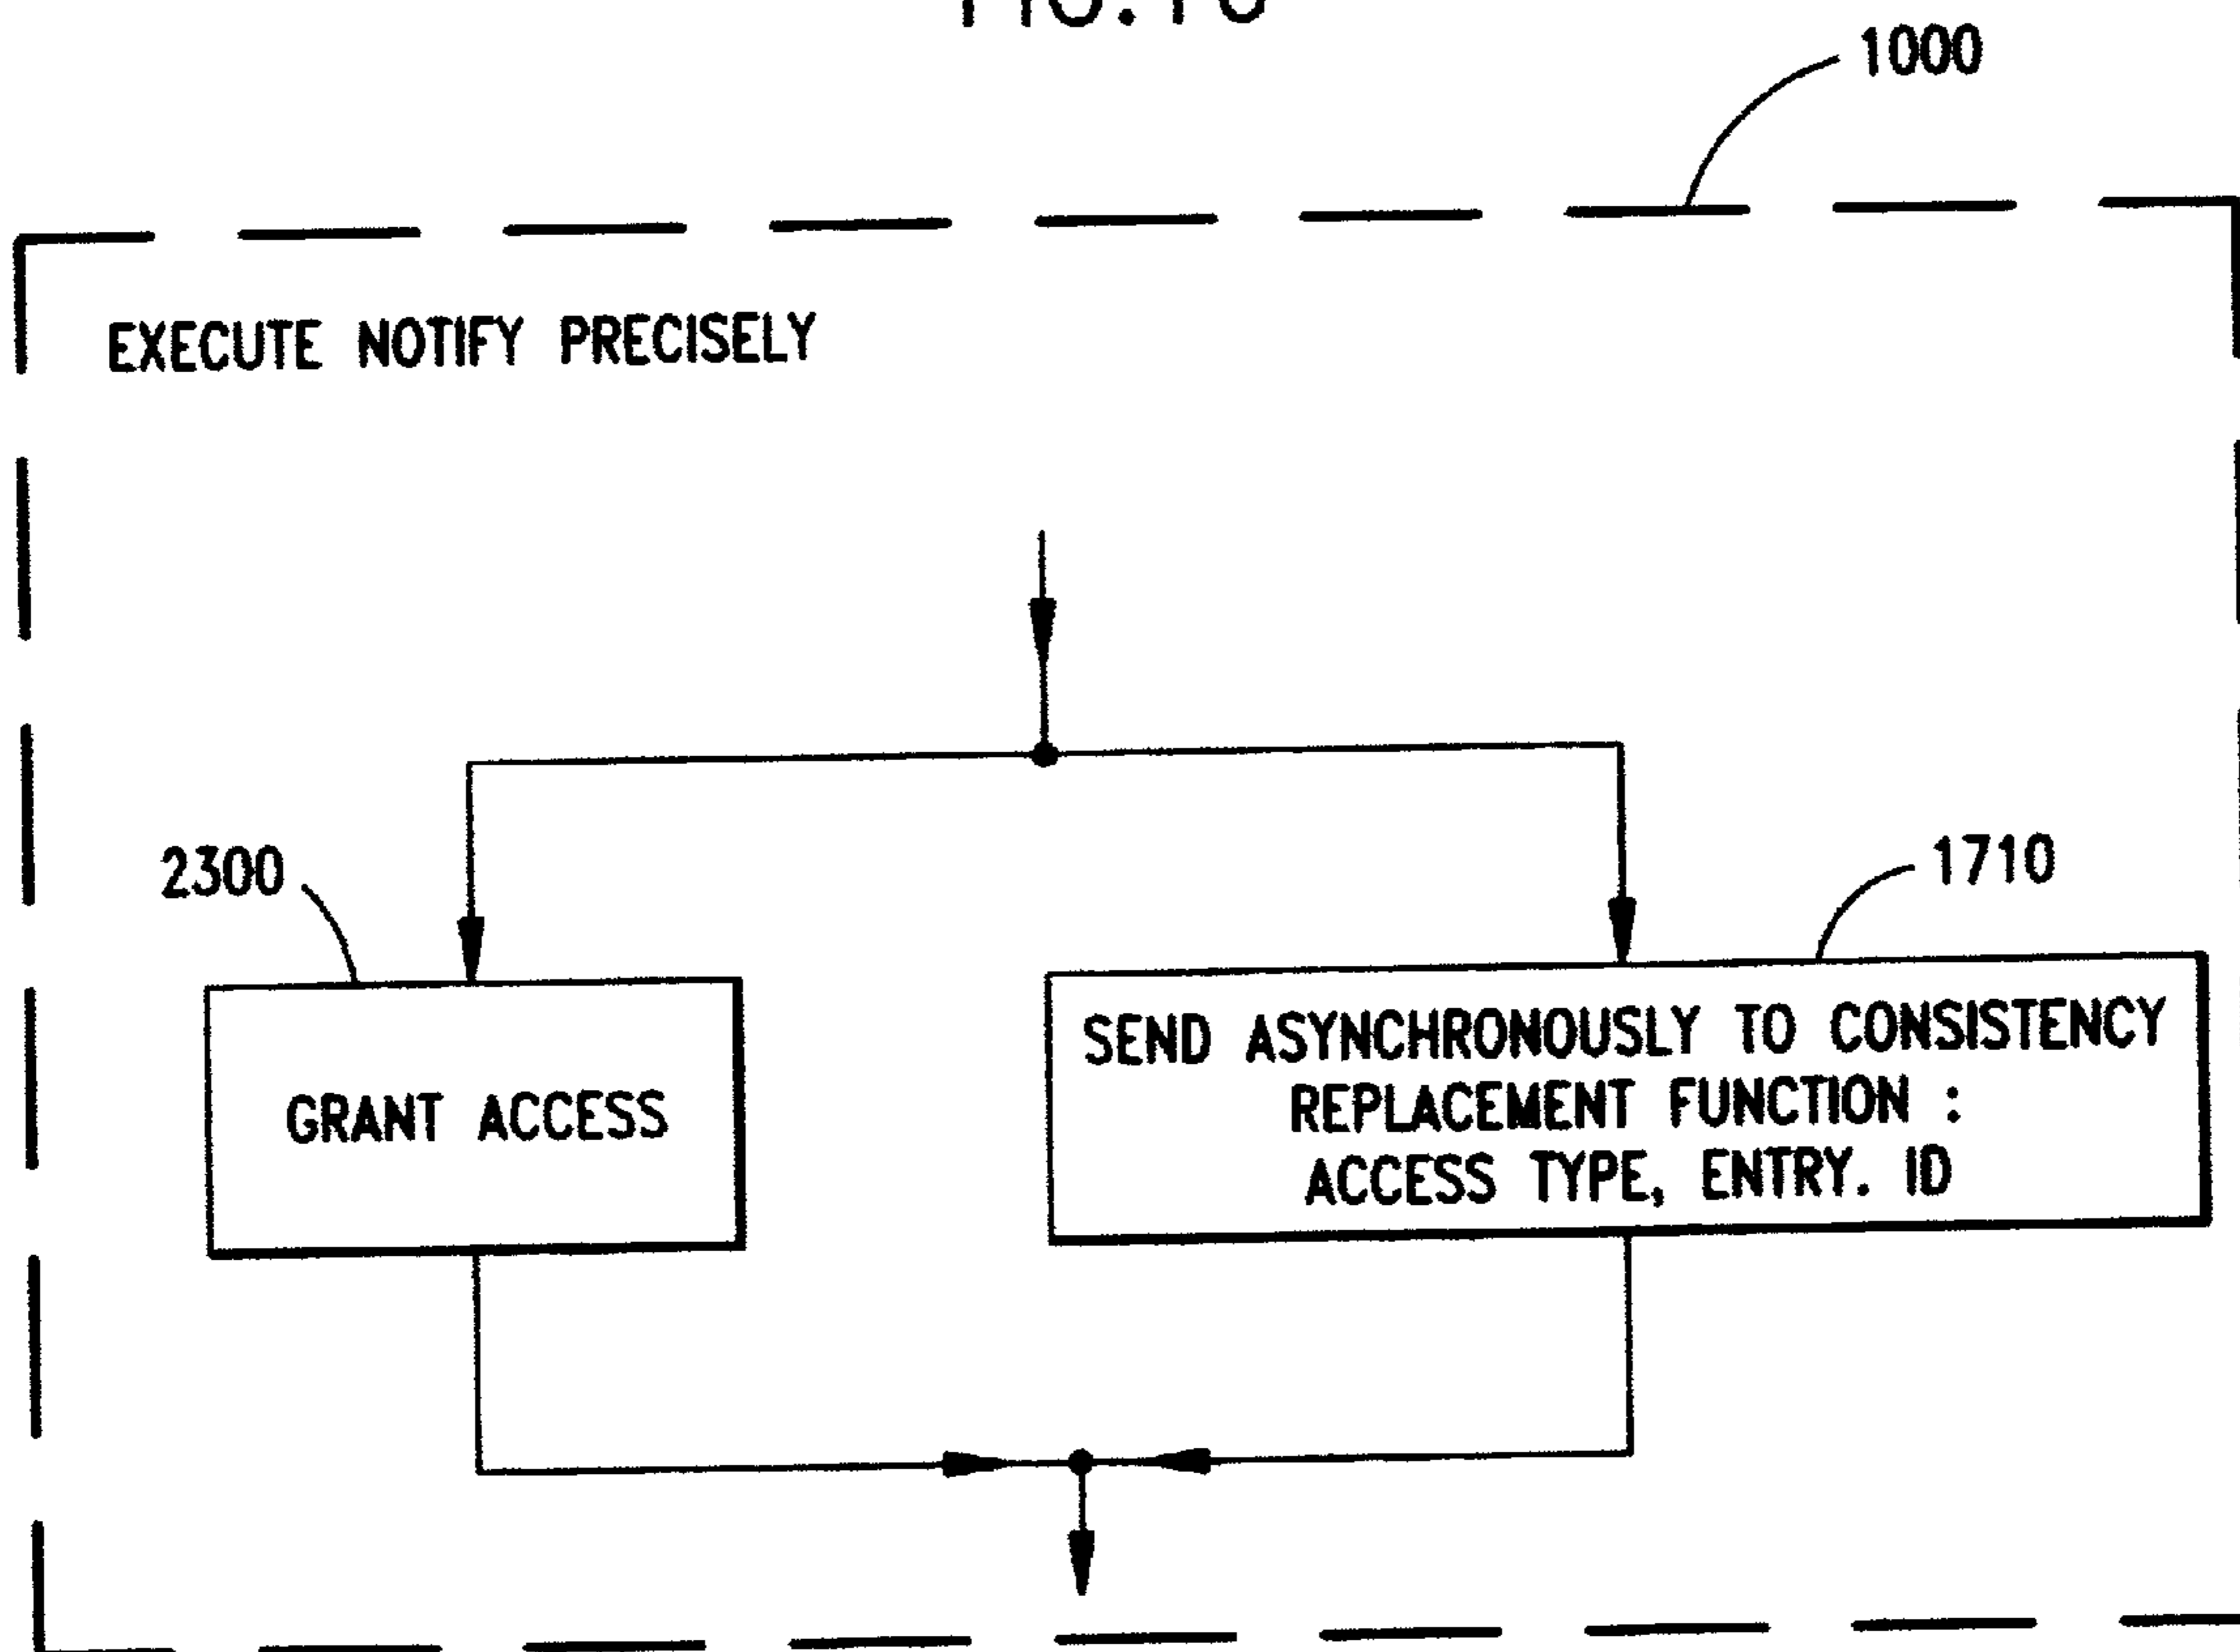 1000
EXECUTE NOTIFY PRECISELY
2300
1710
GRANT ACCESS
SEND ASYNCHRONOUSLY TO CONSISTENCY
REPLACEMENT FUNCTION :
ACCESS TYPE, ENTRY. ID